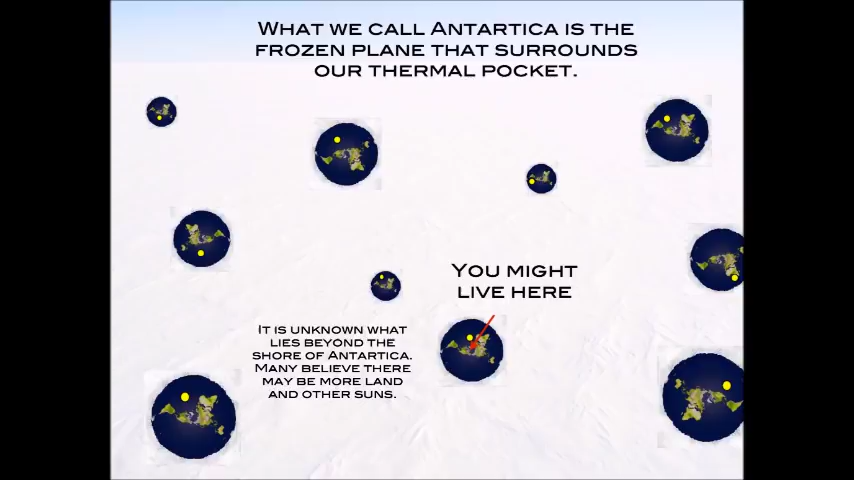 What we call Antartica is the
frozen plane that surrounds
our thermal pocket.
You might
live here
It is unknown what
lies beyond the
shore of Antartica.
Many believe there
may be more land
and other suns.